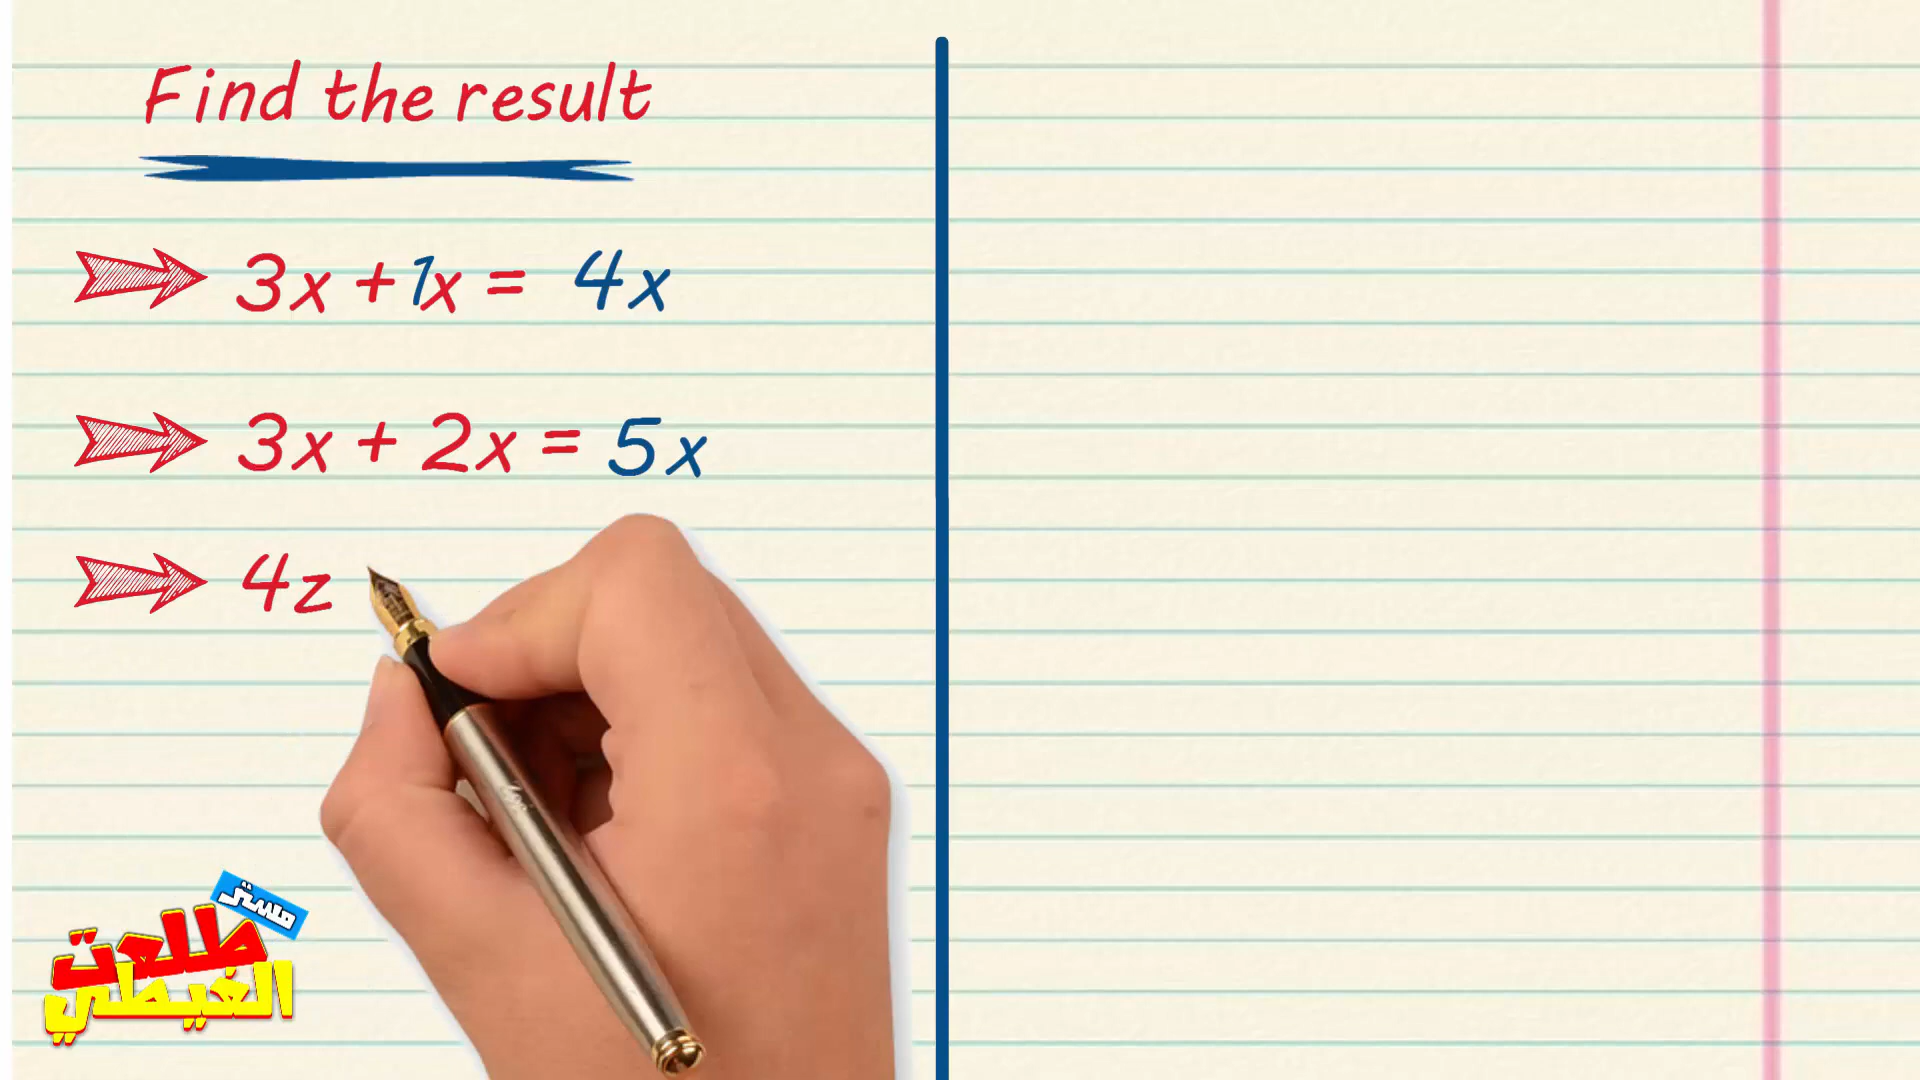 Find the result
3x + 1x = 4x
3x + 2x = 5x
4z
مستر
طلعت
الغيطي